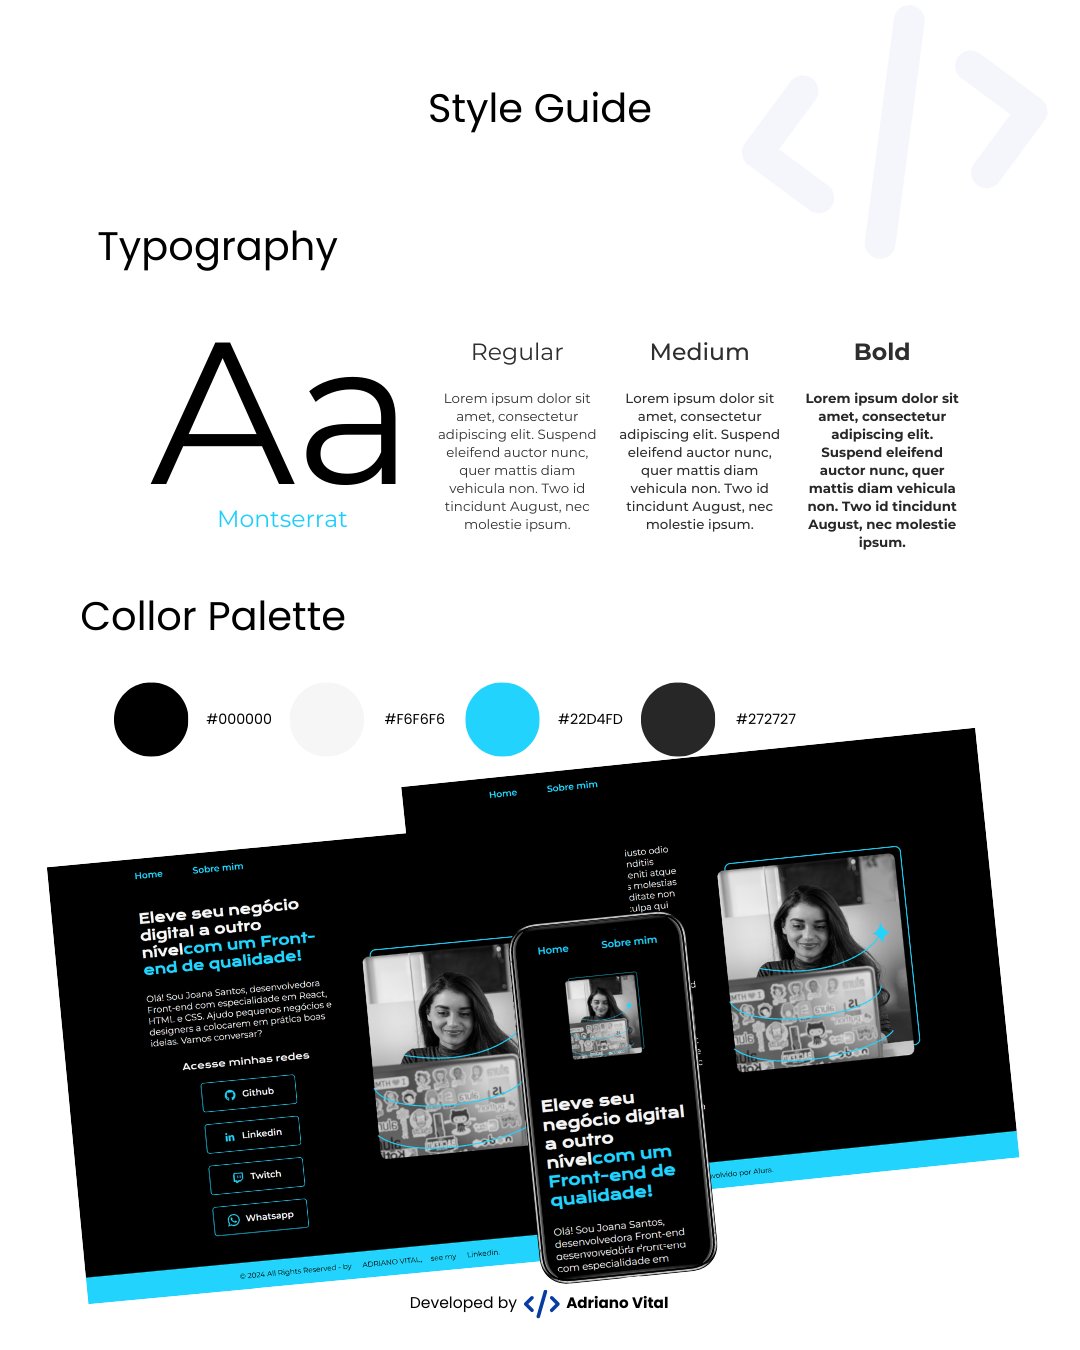 Style Guide
Typography
Aa
Montserrat
Regular
Lorem ipsum dolor sit
amet, consectetur
adipiscing elit. Suspend
eleifend auctor nunc,
quer mattis diam
vehicula non. Two id
tincidunt August, nec
molestie ipsum.
Medium
Lorem ipsum dolor sit
amet, consectetur
adipiscing elit. Suspend
eleifend auctor nunc,
quer mattis diam
vehicula non. Two id
tincidunt August, nec
molestie ipsum.
Bold
Lorem ipsum dolor sit
amet, consectetur
adipiscing elit.
Suspend eleifend
auctor nunc, quer
mattis diam vehicula
non. Two id tincidunt
August, nec molestie
ipsum.
Collor Palette
#000000
#F6F6F6
#22D4FD
#272727
Home Sobre mim
iusto odio
nditiis
eniti atque
s molestias
ditate non
culpa qui
volvido por Alura.
Home Sobre mim
Eleve seu negócio
digital a outro
nívelcom um Front-
end de qualidade!
Olá! Sou Joana Santos, desenvolvedora
Front-end com especialidade em React,
HTML e CSS. Ajudo pequenos negócios e
designers a colocarem em prática boas
ideias. Vamos conversar?
Acesse minhas redes
Github
Linkedin
Twitch
Whatsapp
© 2024 All Rights Reserved - by ADRIANO VITAL, see my Linkedin.
Home Sobre mim
Eleve seu
negócio digital
a outro
nívelcom um
Front-end de
qualidade!
Olá! Sou Joana Santos,
desenvolvedora Front-end
desenvolvedora Front-end
com especialidade em
Developed by </> Adriano Vital